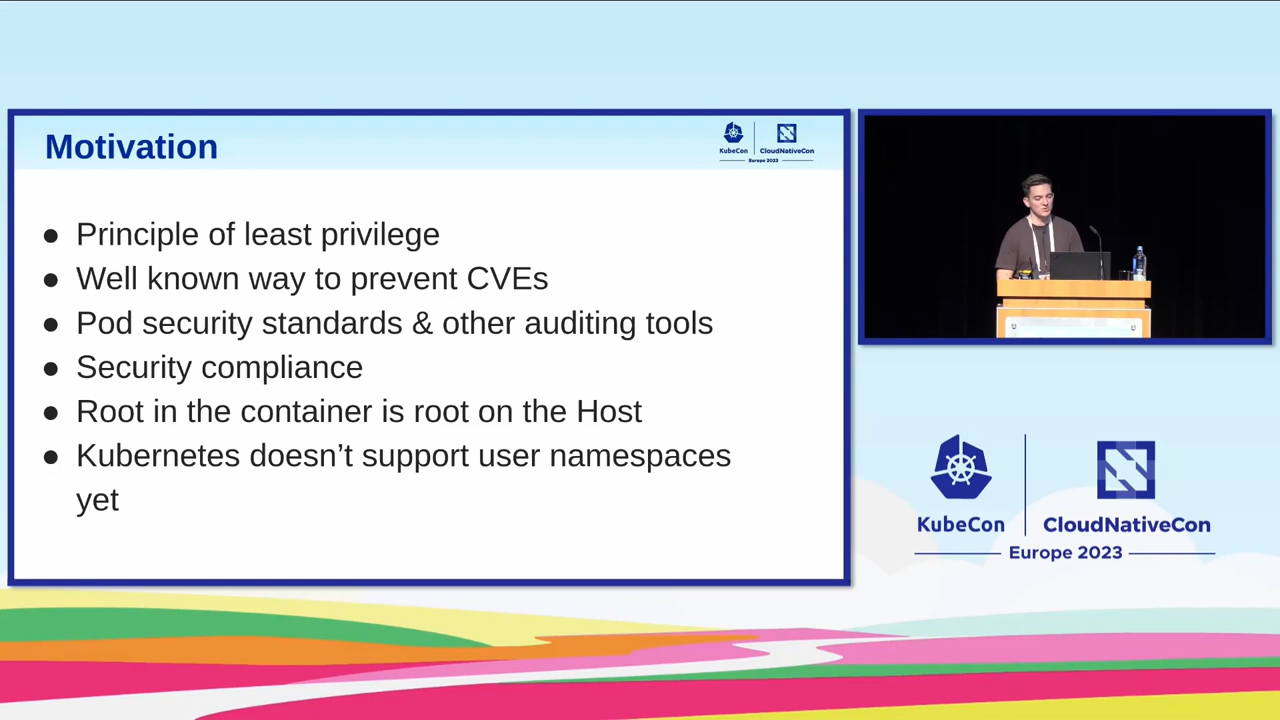 Motivation
KubeCon
CloudNativeCon
Europe 2023
● Principle of least privilege
● Well known way to prevent CVEs
● Pod security standards & other auditing tools
● Security compliance
● Root in the container is root on the Host
● Kubernetes doesn’t support user namespaces
yet
KubeCon
CloudNativeCon
Europe 2023